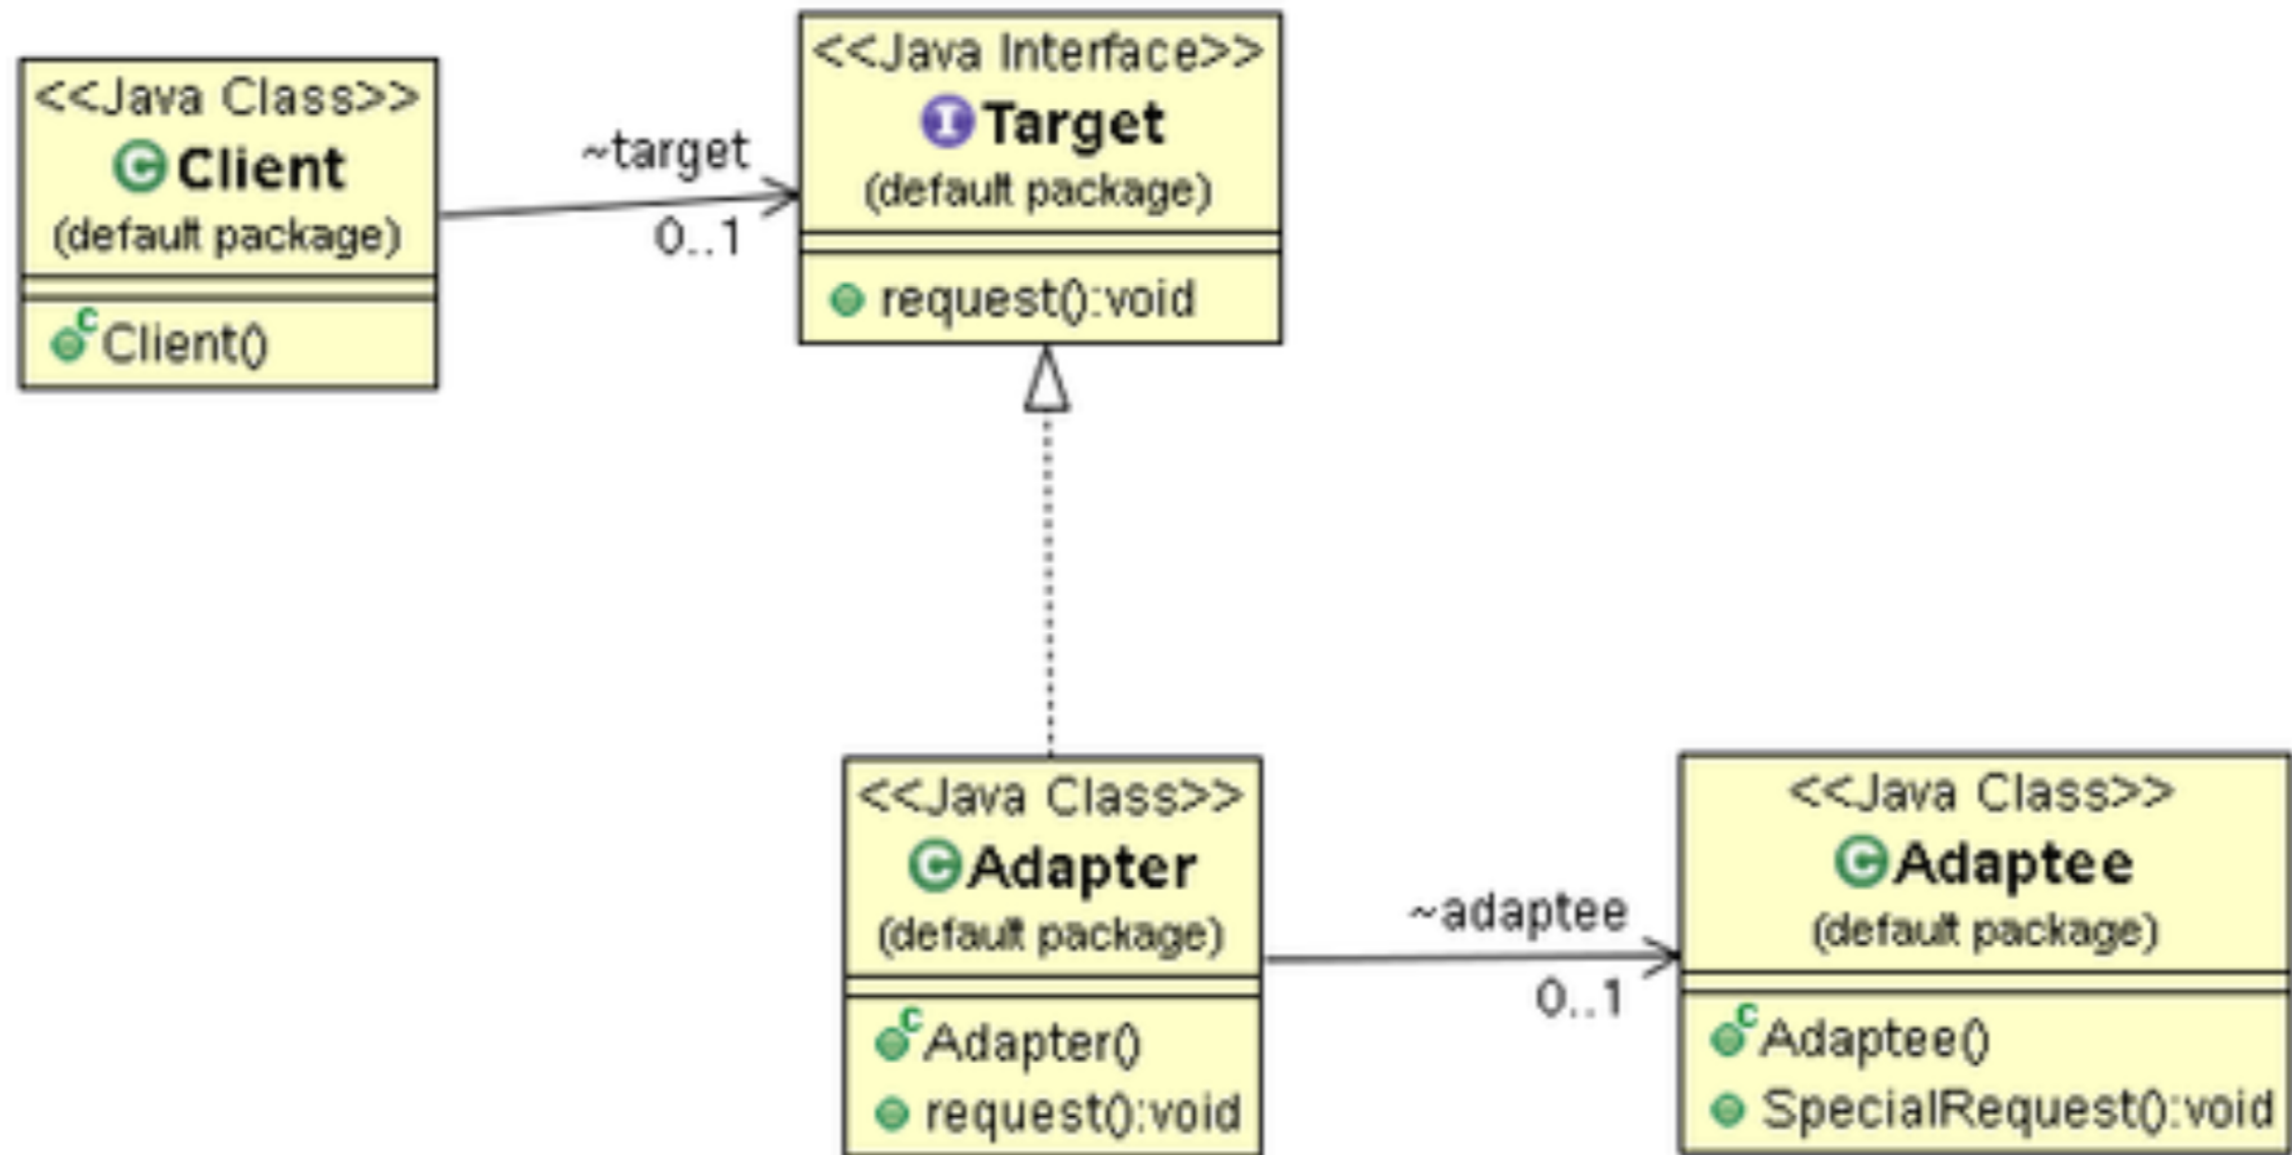 <<Java Class>>
Client
(default package)
Client()
~target
0..1
<<Java Interface>>
Target
(default package)
request():void
<<Java Class>>
Adapter
(default package)
Adapter()
request():void
~adaptee
0..1
<<Java Class>>
Adaptee
(default package)
Adaptee()
SpecialRequest():void